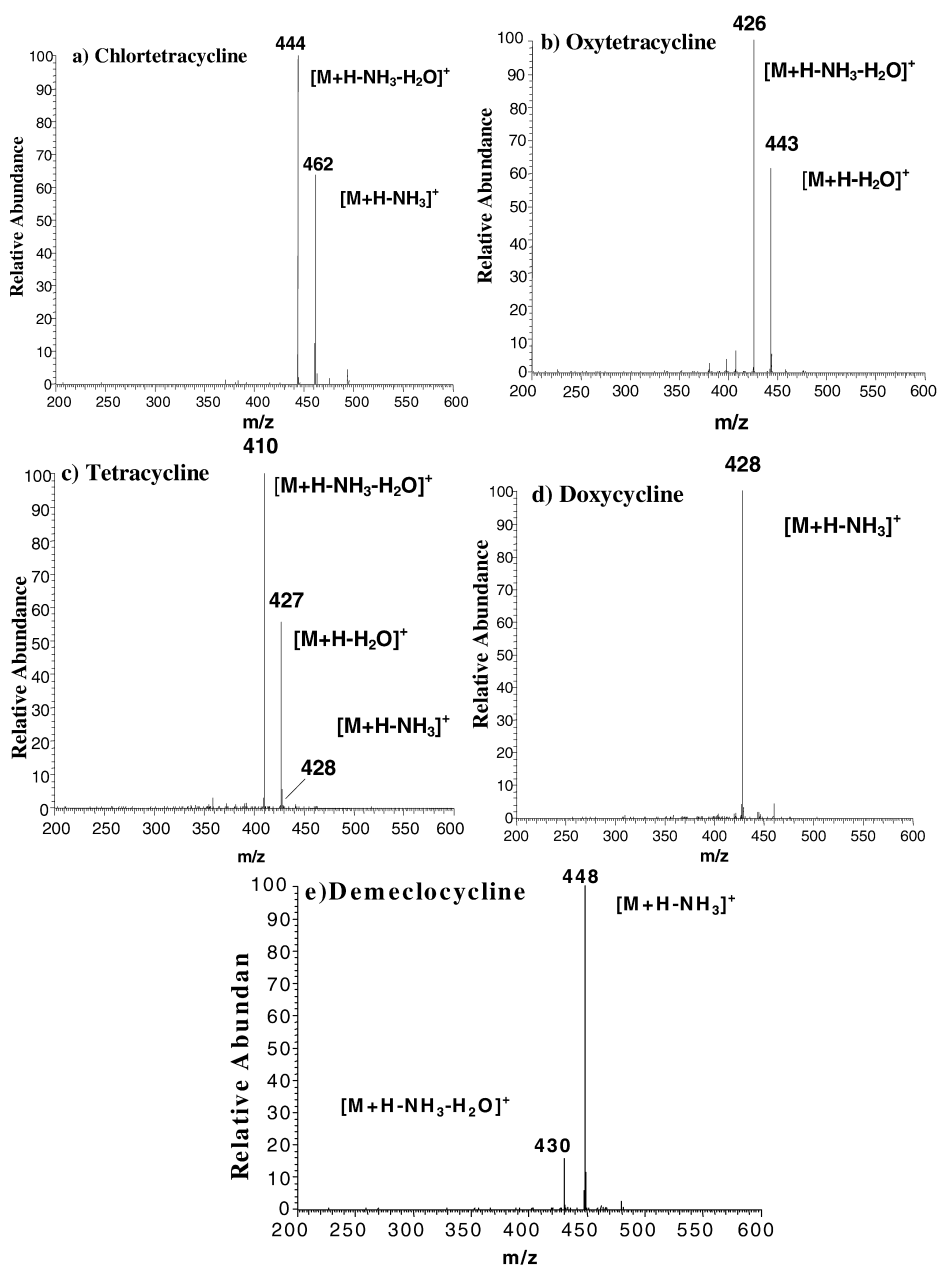 a) Chlortetracycline
444
[M+H-NH3-H2O]+
462
[M+H-NH3]+
100
90
80
70
60
50
40
30
20
10
0
Relative Abundance
200 250 300 350 400 450 500 550 600
m/z
b) Oxytetracycline
426
[M+H-NH3-H2O]+
443
[M+H-H2O]+
100
90
80
70
60
50
40
30
20
10
0
Relative Abundance
200 250 300 350 400 450 500 550 600
m/z
c) Tetracycline
410
[M+H-NH3-H2O]+
427
[M+H-H2O]+
[M+H-NH3]+
428
100
90
80
70
60
50
40
30
20
10
0
Relative Abundance
200 250 300 350 400 450 500 550 600
m/z
d) Doxycycline
428
[M+H-NH3]+
100
90
80
70
60
50
40
30
20
10
0
Relative Abundance
200 250 300 350 400 450 500 550 600
m/z
e)Demeclocycline
448
[M+H-NH3]+
[M+H-NH3-H2O]+
430
100
90
80
70
60
50
40
30
20
10
0
Relative Abundan
200 250 300 350 400 450 500 550 600
m/z